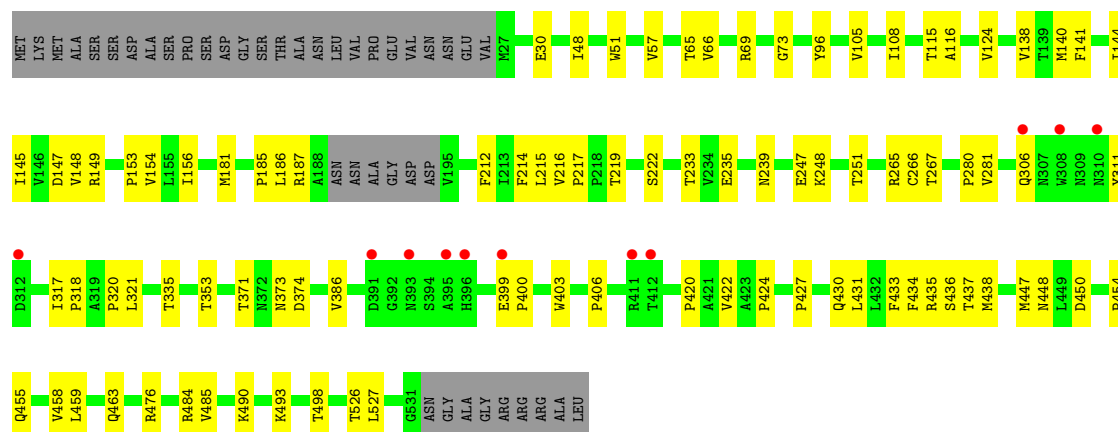 MET LYS MET ALA SER SER ASP ALA SER PRO SER ASP GLY SER THR ALA ASN LEU VAL PRO GLU VAL ASN ASN GLU VAL M27 E30 I48 W51 V57 T65 V66 R69 G73 Y96 V105 I108 T115 A116 V124 V138 T139 M140 F141 I144
I145 V146 D147 V148 R149 P153 V154 L155 I156 M181 P185 L186 R187 A188 ASN ASN ALA GLY ASP ASP V195 F212 I213 F214 L215 V216 P217 P218 T219 S222 T233 V234 E235 N239 E247 K248 T251 R265 C266 T267 P280 V281 Q306 N307 W308 N309 N310 Y311
D312 I317 P318 A319 P320 L321 T335 T353 T371 N372 N373 D374 V386 D391 G392 N393 S394 A395 H396 E399 P400 W403 P406 R411 T412 P420 A421 V422 A423 P424 P427 Q430 L431 L432 F433 F434 R435 S436 T437 M438 M447 N448 L449 D450
Q455 V458 L459 Q463 R476 R484 V485 K490 K493 T498 T526 L527 G531 ASN GLY ALA GLY ARG ARG ARG ALA LEU